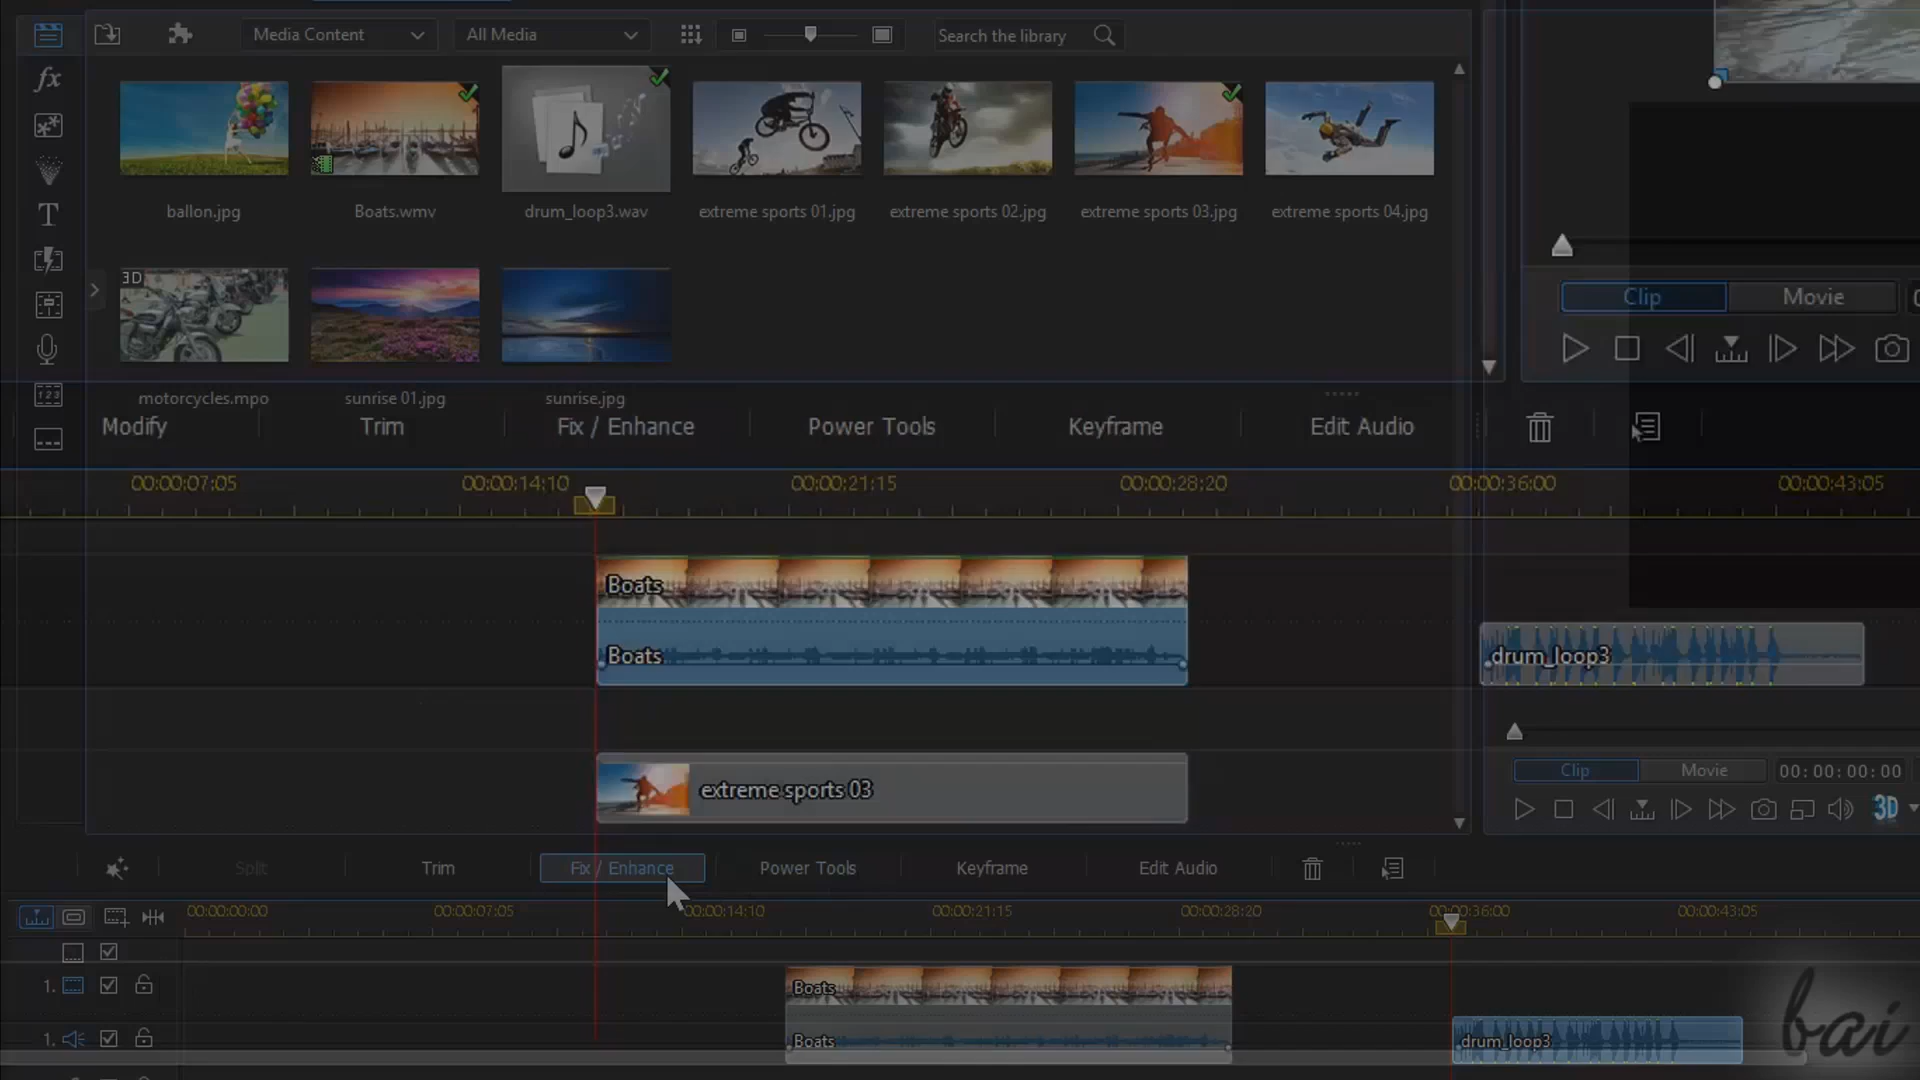 Media Content
All Media
Search the library
fx
T
ballon.jpg
Boats.wmv
drum_loop3.wav
extreme sports 01.jpg
extreme sports 02.jpg
extreme sports 03.jpg
extreme sports 04.jpg
3D
motorcycles.mpo
sunrise 01.jpg
sunrise.jpg
Clip
Movie
123
Modify
Trim
Fix / Enhance
Power Tools
Keyframe
Edit Audio
00:00:07:05
00:00:14:10
00:00:21:15
00:00:28:20
00:00:36:00
00:00:43:05
Boats
Boats
drum_loop3
extreme sports 03
Clip
Movie
00:00:00:00
3D
Split
Trim
Fix / Enhance
Power Tools
Keyframe
Edit Audio
00:00:00:00
00:00:07:05
00:00:14:10
00:00:21:15
00:00:28:20
00:00:36:00
00:00:43:05
1.
Boats
1.
Boats
drum_loop3
bai